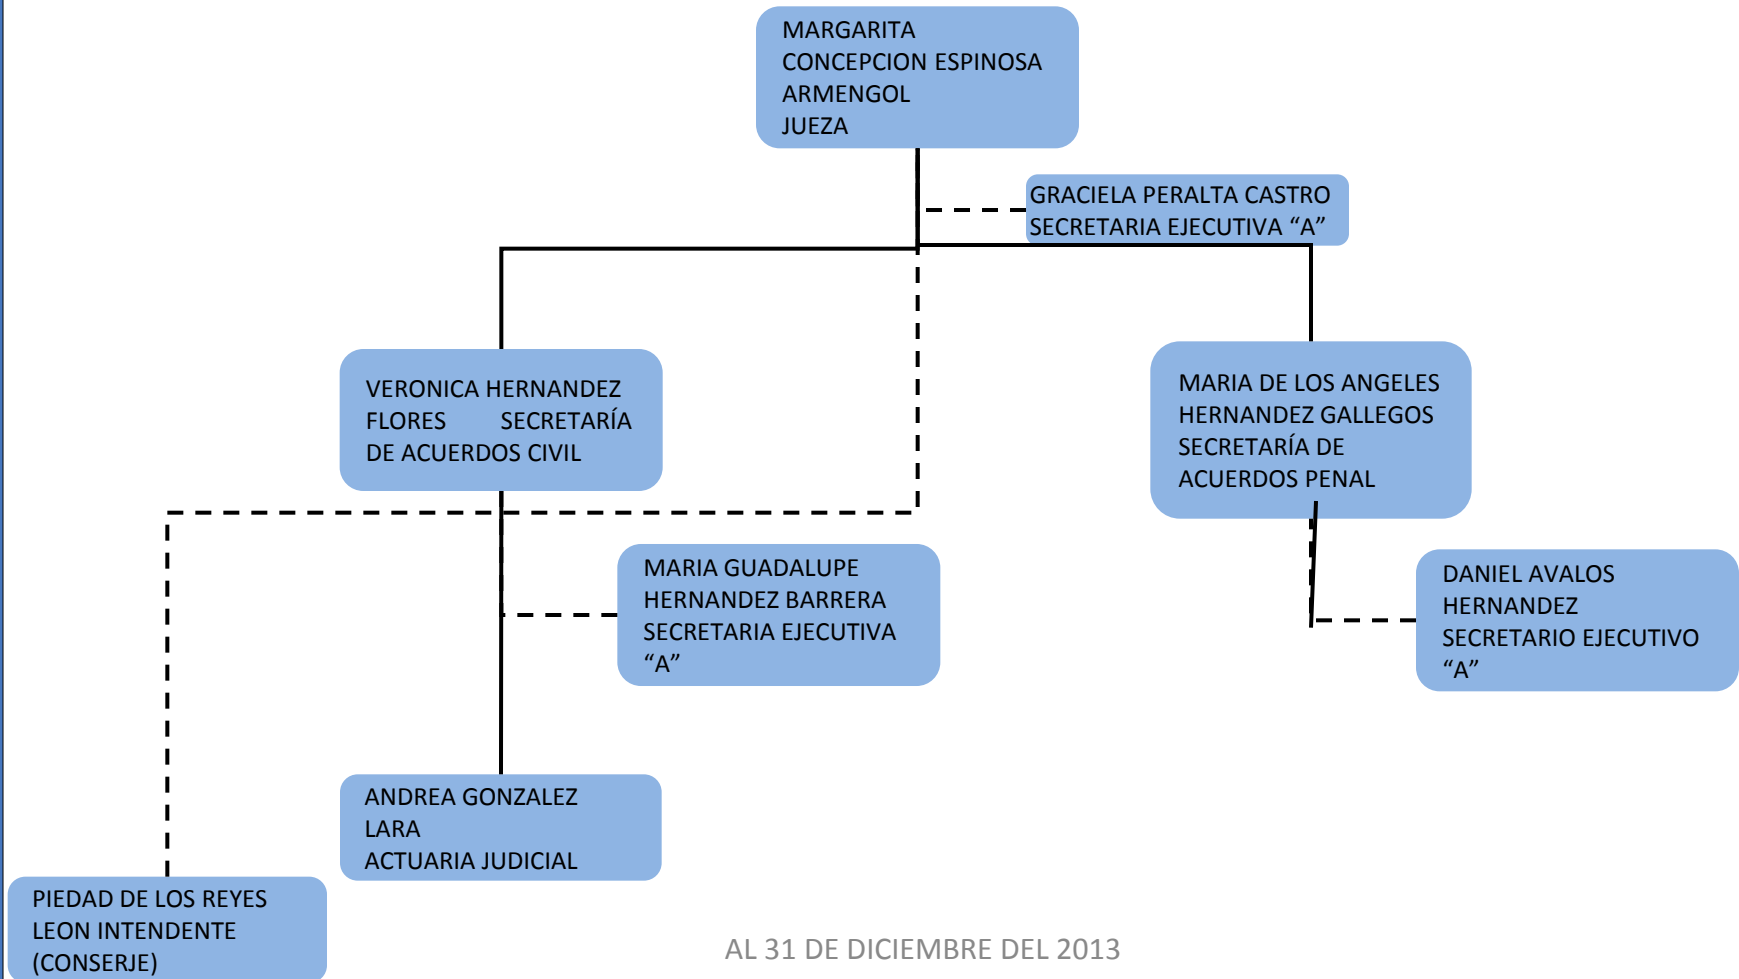 MARGARITA
CONCEPCION ESPINOSA
ARMENGOL
JUEZA
GRACIELA PERALTA CASTRO
SECRETARIA EJECUTIVA “A”
VERONICA HERNANDEZ
FLORES SECRETARÍA
DE ACUERDOS CIVIL
MARIA DE LOS ANGELES
HERNANDEZ GALLEGOS
SECRETARÍA DE
ACUERDOS PENAL
MARIA GUADALUPE
HERNANDEZ BARRERA
SECRETARIA EJECUTIVA
“A”
DANIEL AVALOS
HERNANDEZ
SECRETARIO EJECUTIVO
“A”
ANDREA GONZALEZ
LARA
ACTUARIA JUDICIAL
PIEDAD DE LOS REYES
LEON INTENDENTE
(CONSERJE)
AL 31 DE DICIEMBRE DEL 2013